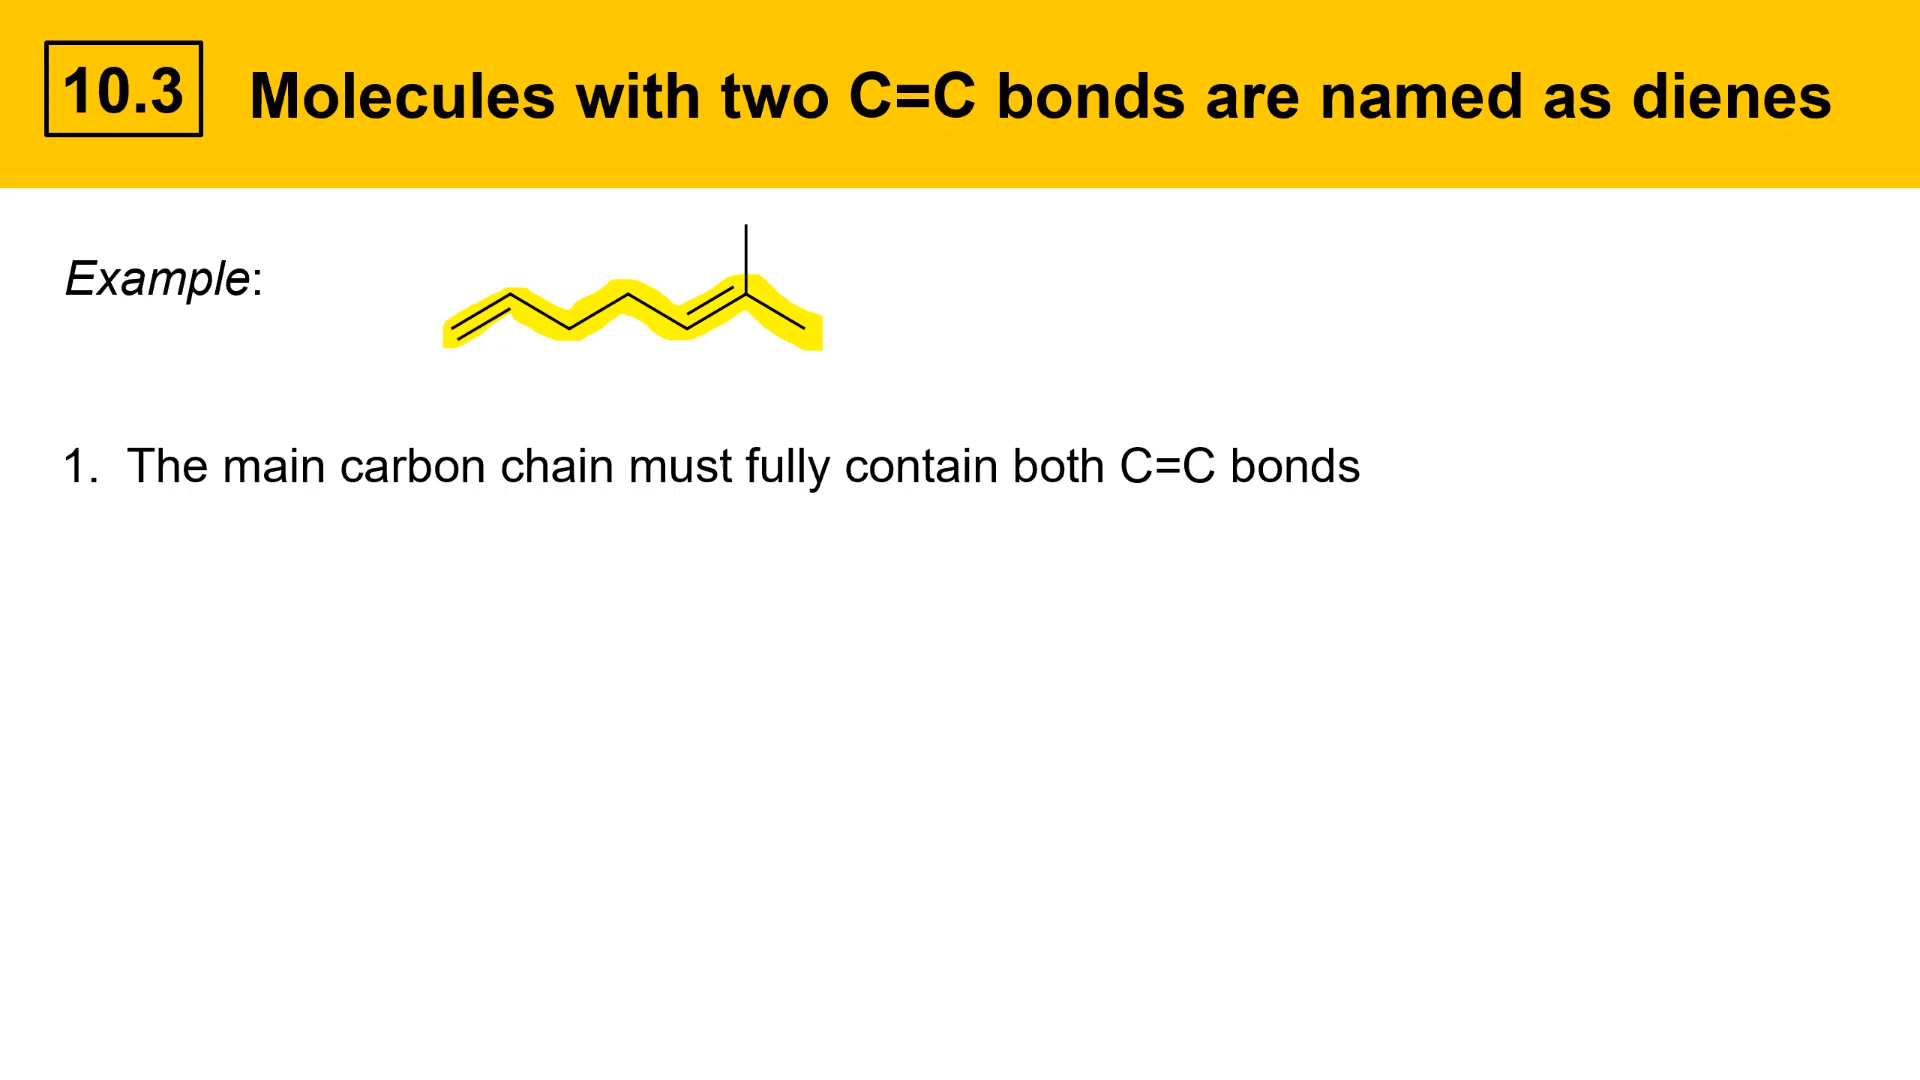 10.3 Molecules with two C=C bonds are named as dienes
Example:
1. The main carbon chain must fully contain both C=C bonds